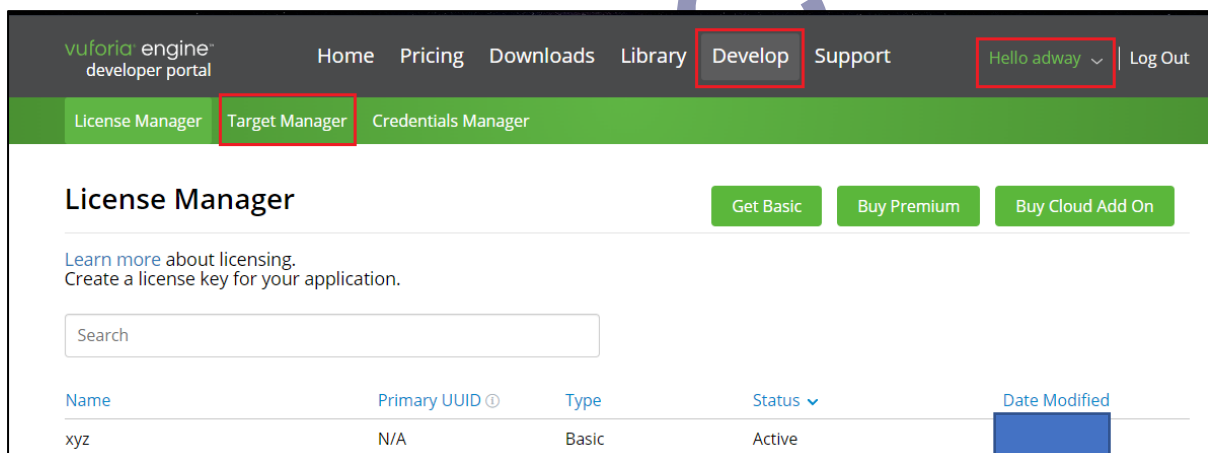 vuforia engine™ Home Pricing Downloads Library Develop Support Hello adway | Log Out
developer portal
License Manager Target Manager Credentials Manager
License Manager Get Basic Buy Premium Buy Cloud Add On
Learn more about licensing.
Create a license key for your application.
Search
Name Primary UUID Type Status Date Modified
xyz N/A Basic Active